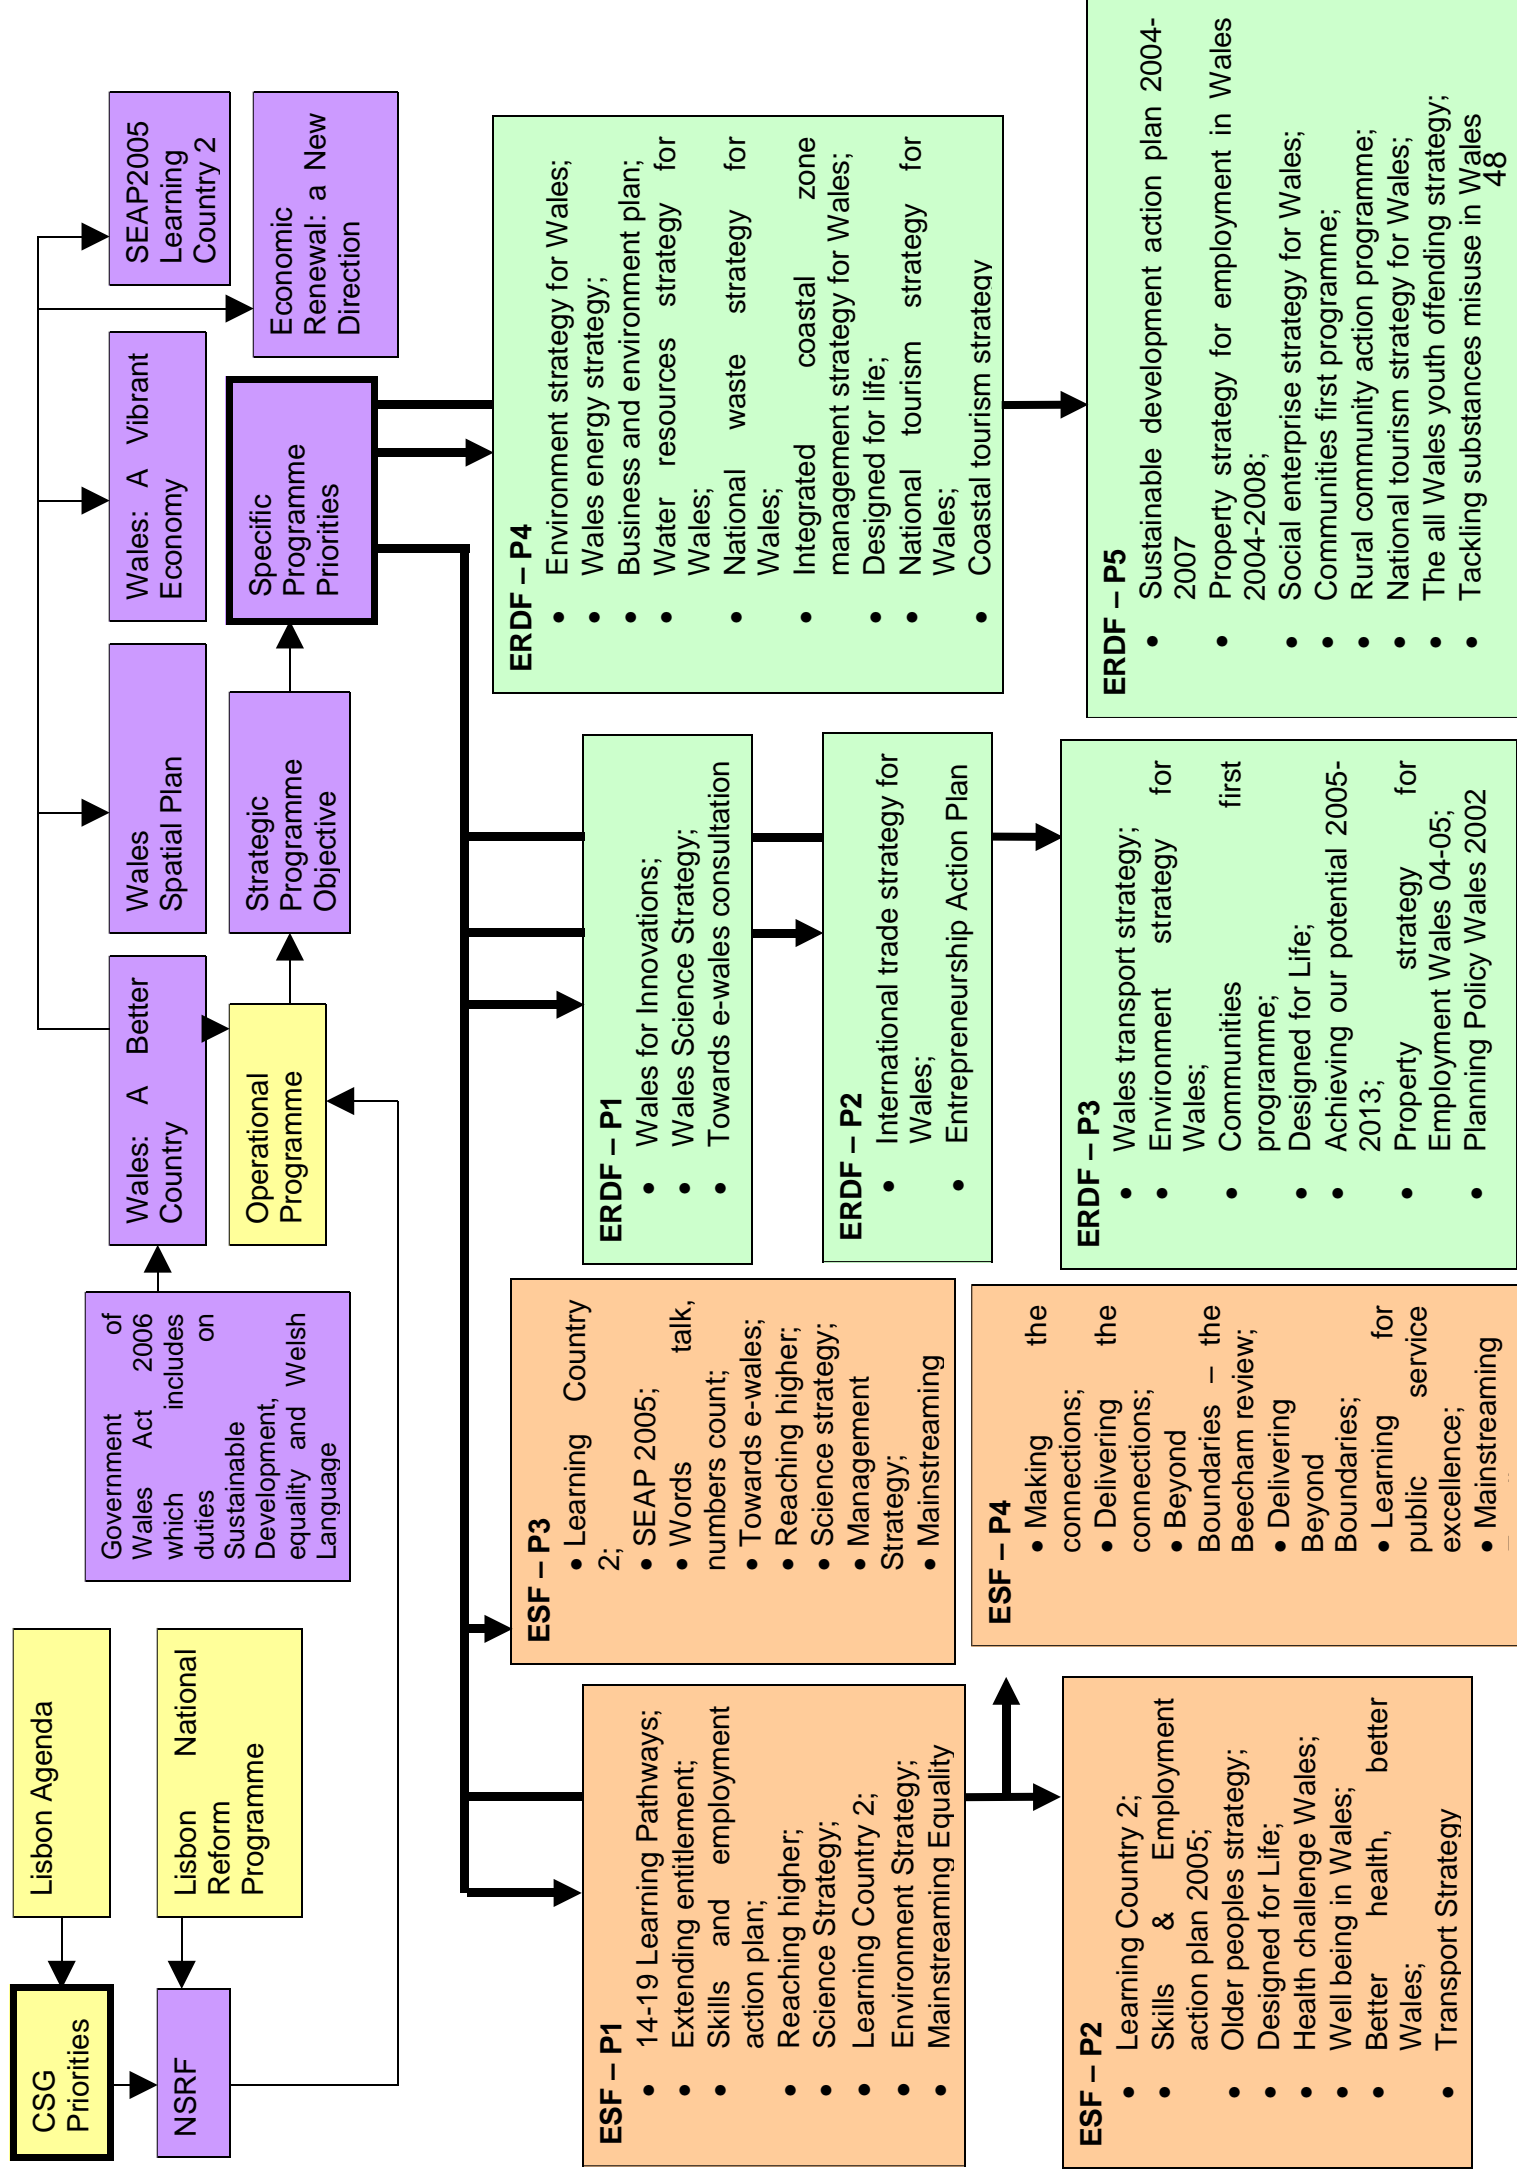 CSG
Priorities
Lisbon Agenda
NSRF
Lisbon National
Reform
Programme
Government of
Wales Act 2006
which includes
duties on
Sustainable
Development,
equality and Welsh
Language
Wales: A Better
Country
Wales
Spatial Plan
Wales: A Vibrant
Economy
SEAP2005
Learning
Country 2
Operational
Programme
Strategic
Programme
Objective
Specific
Programme
Priorities
Economic
Renewal: a New
Direction
ESF – P1
• 14-19 Learning Pathways;
• Extending entitlement;
• Skills and employment
action plan;
• Reaching higher;
• Science Strategy;
• Learning Country 2;
• Environment Strategy;
• Mainstreaming Equality
ESF – P2
• Learning Country 2;
• Skills & Employment
action plan 2005;
• Older peoples strategy;
• Designed for Life;
• Health challenge Wales;
• Well being in Wales;
• Better health, better
Wales;
• Transport Strategy
ESF – P3
• Learning Country
2;
• SEAP 2005;
• Words talk,
numbers count;
• Towards e-wales;
• Reaching higher;
• Science strategy;
• Management
Strategy;
• Mainstreaming
ESF – P4
• Making the
connections;
• Delivering the
connections;
• Beyond
Boundaries – the
Beecham review;
• Delivering
Beyond
Boundaries;
• Learning for
public service
excellence;
• Mainstreaming
ERDF – P1
• Wales for Innovations;
• Wales Science Strategy;
• Towards e-wales consultation
ERDF – P2
• International trade strategy for
Wales;
• Entrepreneurship Action Plan
ERDF – P3
• Wales transport strategy;
• Environment strategy for
Wales;
• Communities first
programme;
• Designed for Life;
• Achieving our potential 2005-
2013;
• Property strategy for
Employment Wales 04-05;
• Planning Policy Wales 2002
ERDF – P4
• Environment strategy for Wales;
• Wales energy strategy;
• Business and environment plan;
• Water resources strategy for
Wales;
• National waste strategy for
Wales;
• Integrated coastal zone
management strategy for Wales;
• Designed for life;
• National tourism strategy for
Wales;
• Coastal tourism strategy
ERDF – P5
• Sustainable development action plan 2004-
2007
• Property strategy for employment in Wales
2004-2008;
• Social enterprise strategy for Wales;
• Communities first programme;
• Rural community action programme;
• National tourism strategy for Wales;
• The all Wales youth offending strategy;
• Tackling substances misuse in Wales
48